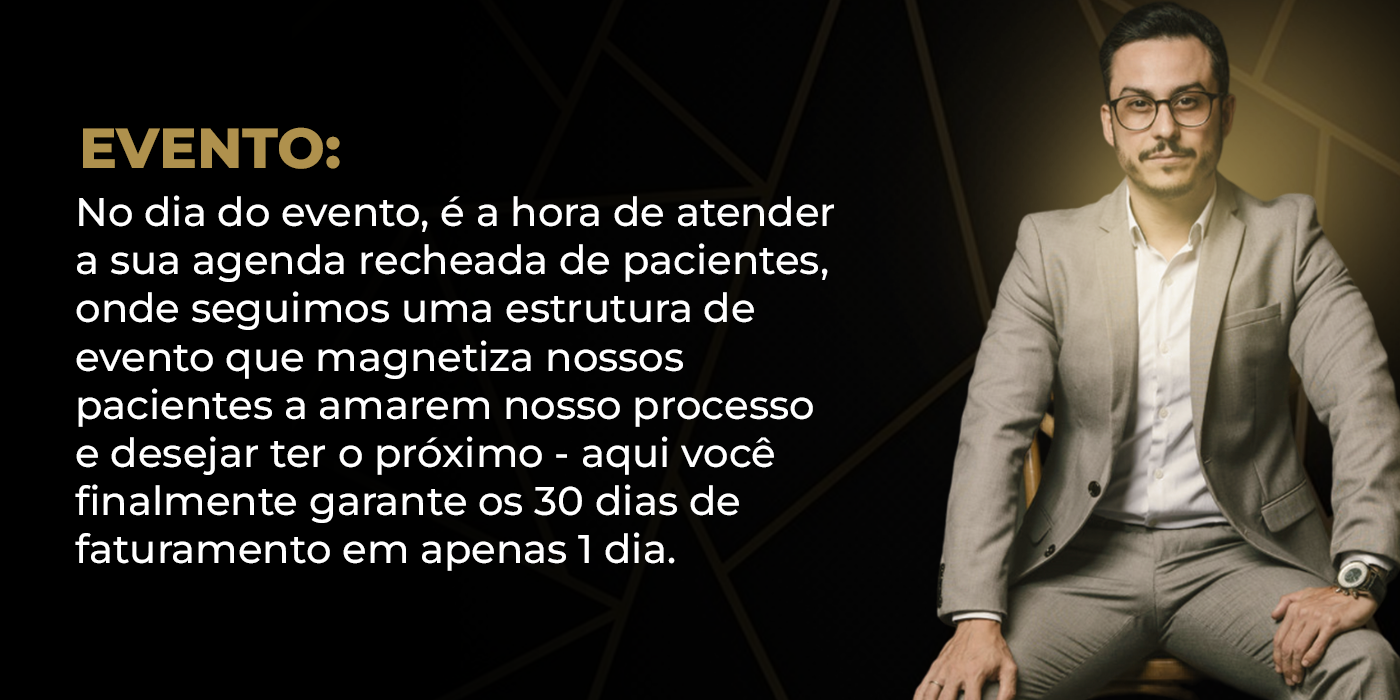 EVENTO:
No dia do evento, é a hora de atender
a sua agenda recheada de pacientes,
onde seguimos uma estrutura de
evento que magnetiza nossos
pacientes a amarem nosso processo
e desejar ter o próximo - aqui você
finalmente garante os 30 dias de
faturamento em apenas 1 dia.